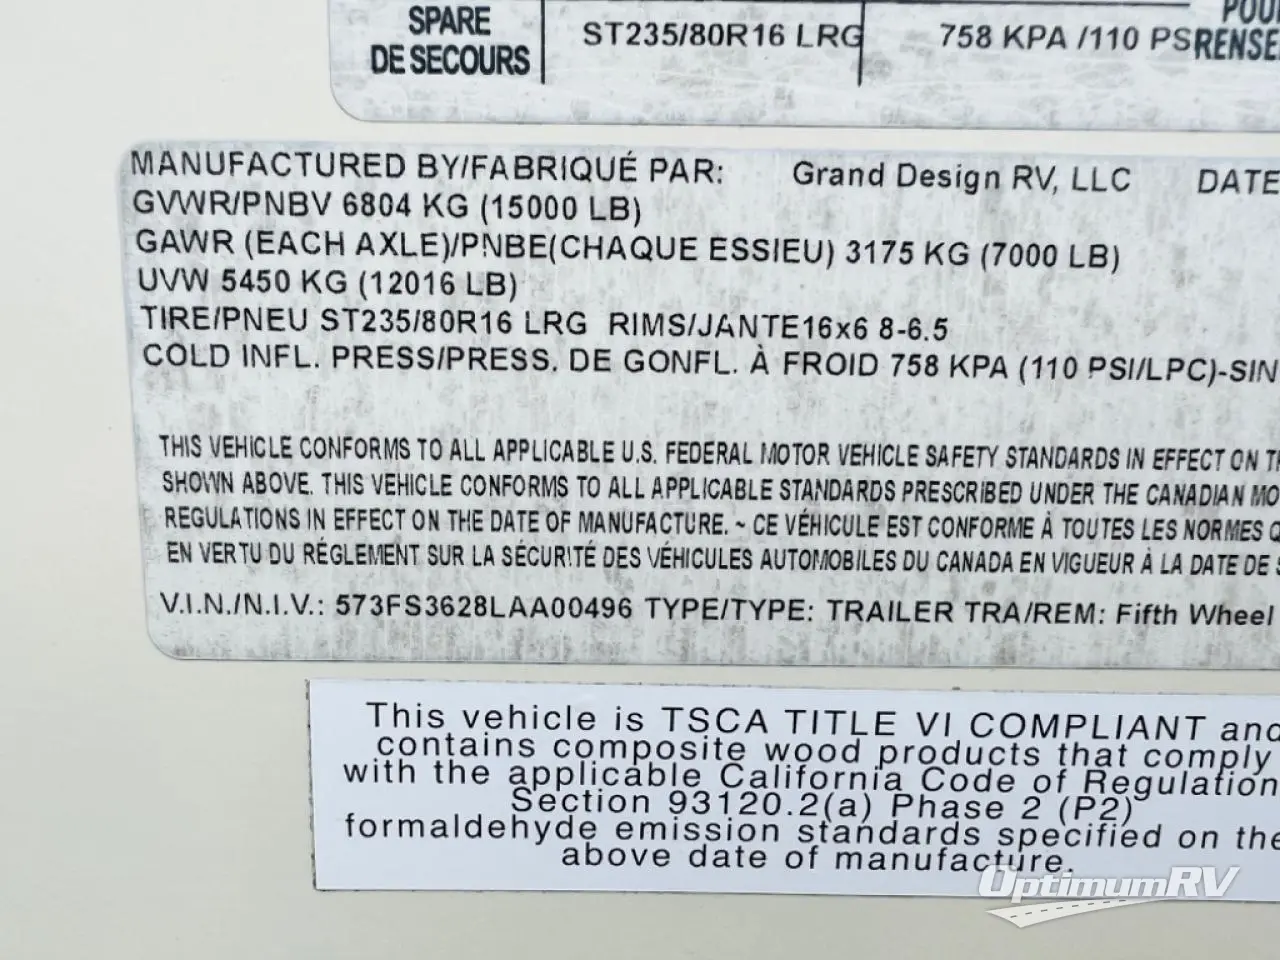 SPARE
DE SECOURS
ST235/80R16 LRG
758 KPA /110 PSI
MANUFACTURED BY/FABRIQUÉ PAR: Grand Design RV, LLC DATE
GVWR/PNBV 6804 KG (15000 LB)
GAWR (EACH AXLE)/PNBE(CHAQUE ESSIEU) 3175 KG (7000 LB)
UVW 5450 KG (12016 LB)
TIRE/PNEU ST235/80R16 LRG RIMS/JANTE16x6 8-6.5
COLD INFL. PRESS/PRESS. DE GONFL. À FROID 758 KPA (110 PSI/LPC)-SIN
THIS VEHICLE CONFORMS TO ALL APPLICABLE U.S. FEDERAL MOTOR VEHICLE SAFETY STANDARDS IN EFFECT ON
SHOWN ABOVE. THIS VEHICLE CONFORMS TO ALL APPLICABLE STANDARDS PRESCRIBED UNDER THE CANADIAN MO
REGULATIONS IN EFFECT ON THE DATE OF MANUFACTURE. ~ CE VÉHICULE EST CONFORME À TOUTES LES NORMES
EN VERTU DU RÉGLEMENT SUR LA SÉCURITÉ DES VÉHICULES AUTOMOBILES DU CANADA EN VIGUEUR À LA DATE DE
V.I.N./N.I.V.: 573FS3628LAA00496 TYPE/TYPE: TRAILER TRA/REM: Fifth Wheel
This vehicle is TSCA TITLE VI COMPLIANT and
contains composite wood products that comply
with the applicable California Code of Regulation
Section 93120.2(a) Phase 2 (P2)
formaldehyde emission standards specified on the
above date of manufacture.
OptimumRV